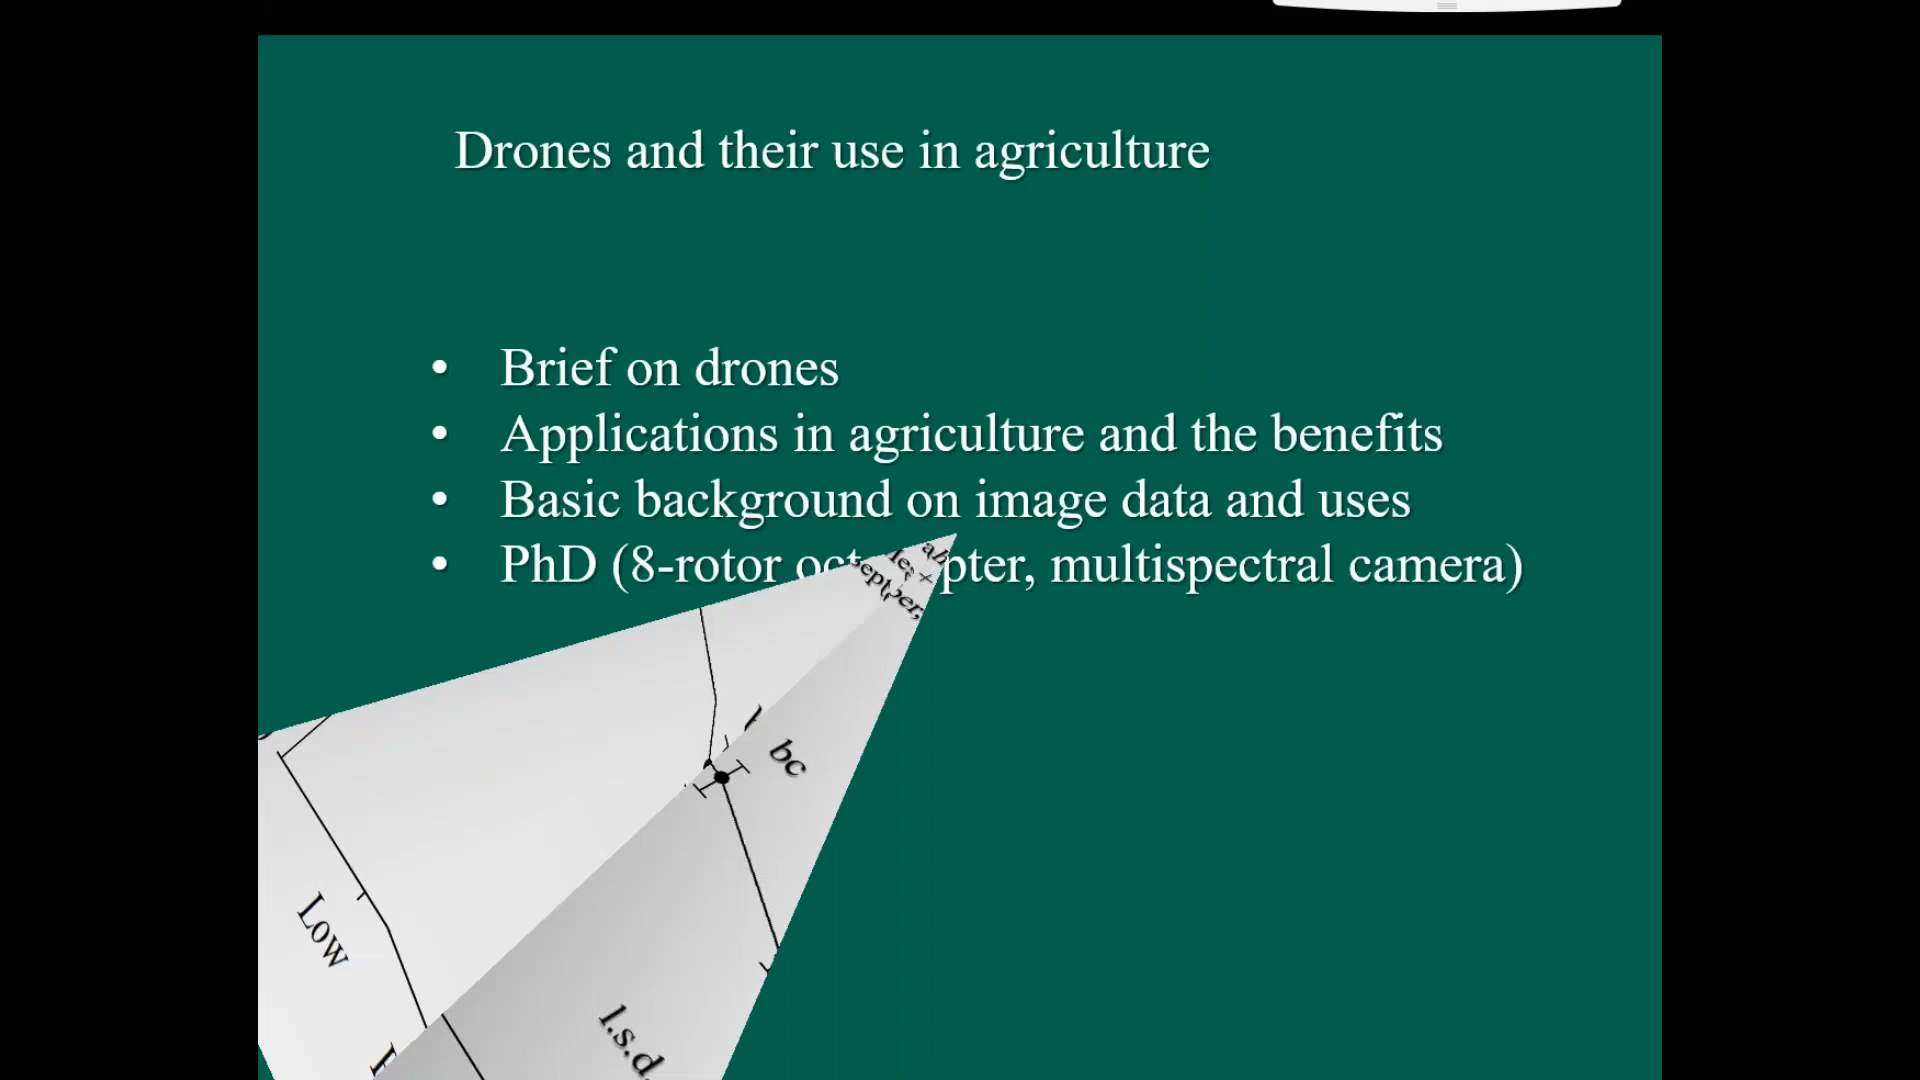 Drones and their use in agriculture
• Brief on drones
• Applications in agriculture and the benefits
• Basic background on image data and uses
• PhD (8-rotor pter, multispectral camera)
bc
Low
l.s.d.